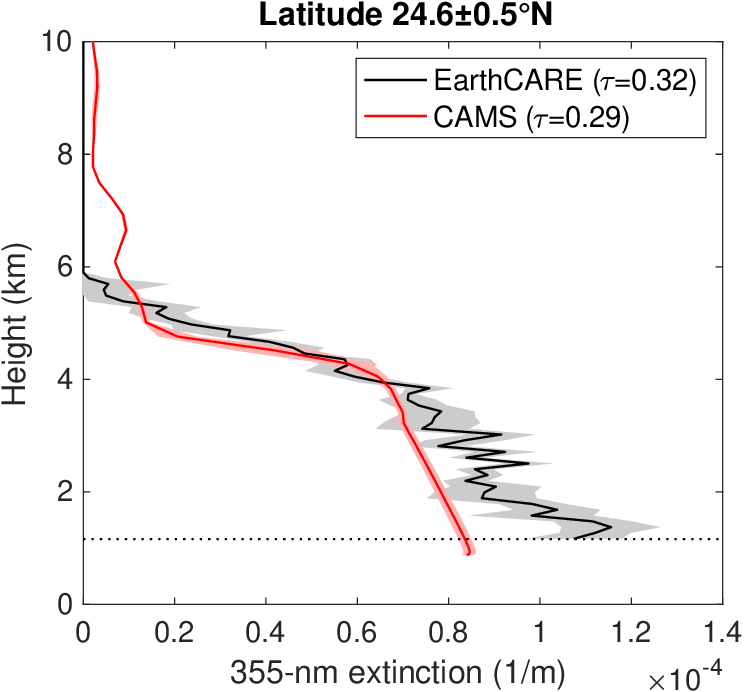 Latitude 24.6±0.5°N
EarthCARE (τ=0.32)
CAMS (τ=0.29)
Height (km)
10
8
6
4
2
0
0 0.2 0.4 0.6 0.8 1 1.2 1.4
355-nm extinction (1/m)
×10⁻⁴